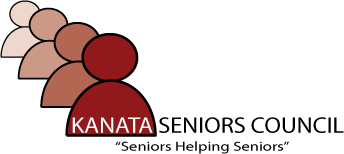 KANATA SENIORS COUNCIL
“Seniors Helping Seniors”